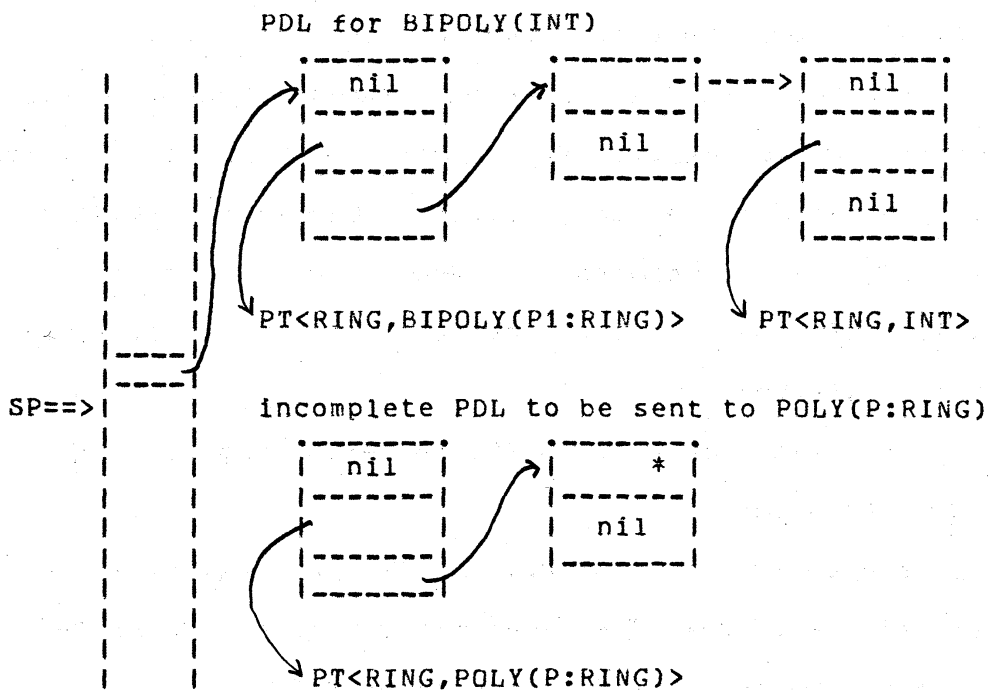 PDL for BIPOLY(INT)
nil
nil
nil
nil
PT<RING,BIPOLY(P1:RING)>
PT<RING,INT>
SP==>
incomplete PDL to be sent to POLY(P:RING)
nil
*
nil
PT<RING,POLY(P:RING)>